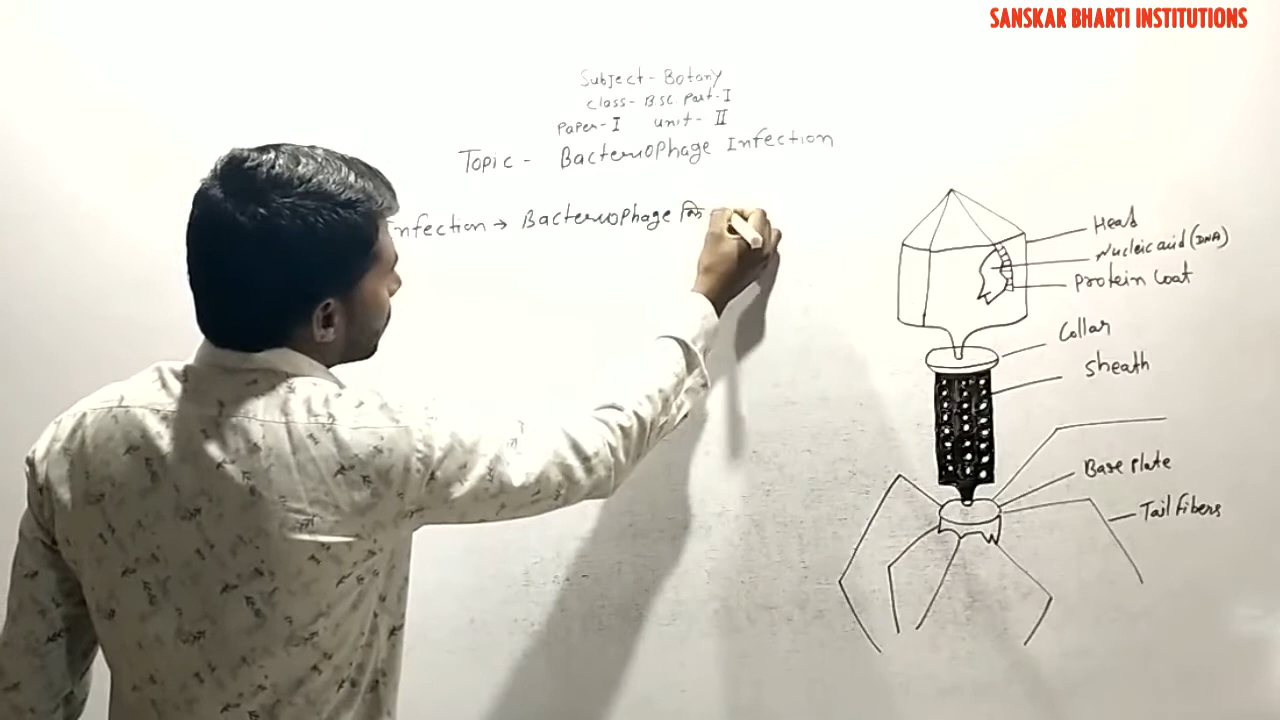 SANSKAR BHARTI INSTITUTIONS
Subject - Botany
Class - B.SC Part - I
Paper - I Unit - II
Topic - Bacteriophage Infection
Infection → Bacteriophage
Head
Nucleic acid (DNA)
Protein Coat
Collar
Sheath
Base plate
Tail fibers